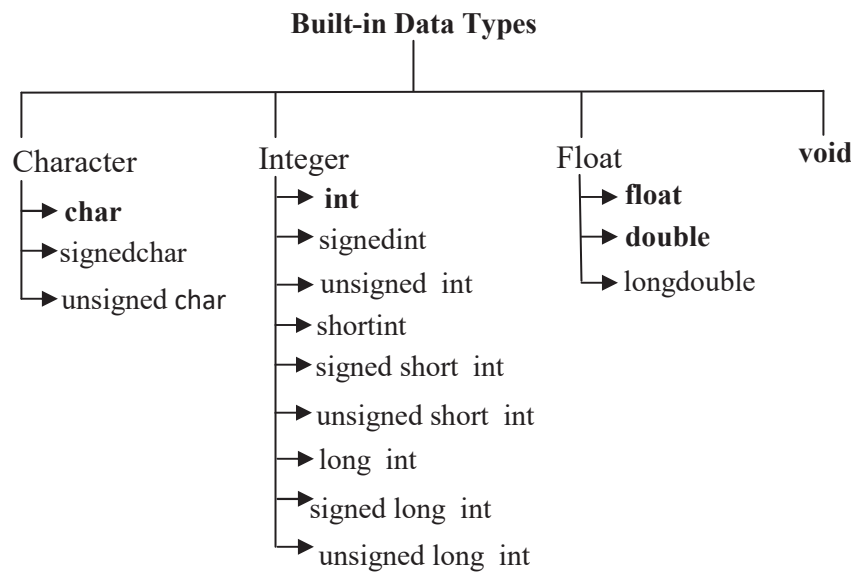 Built-in Data Types
Character
char
signedchar
unsigned char
Integer
int
signedint
unsigned int
shortint
signed short int
unsigned short int
long int
signed long int
unsigned long int
Float
float
double
longdouble
void